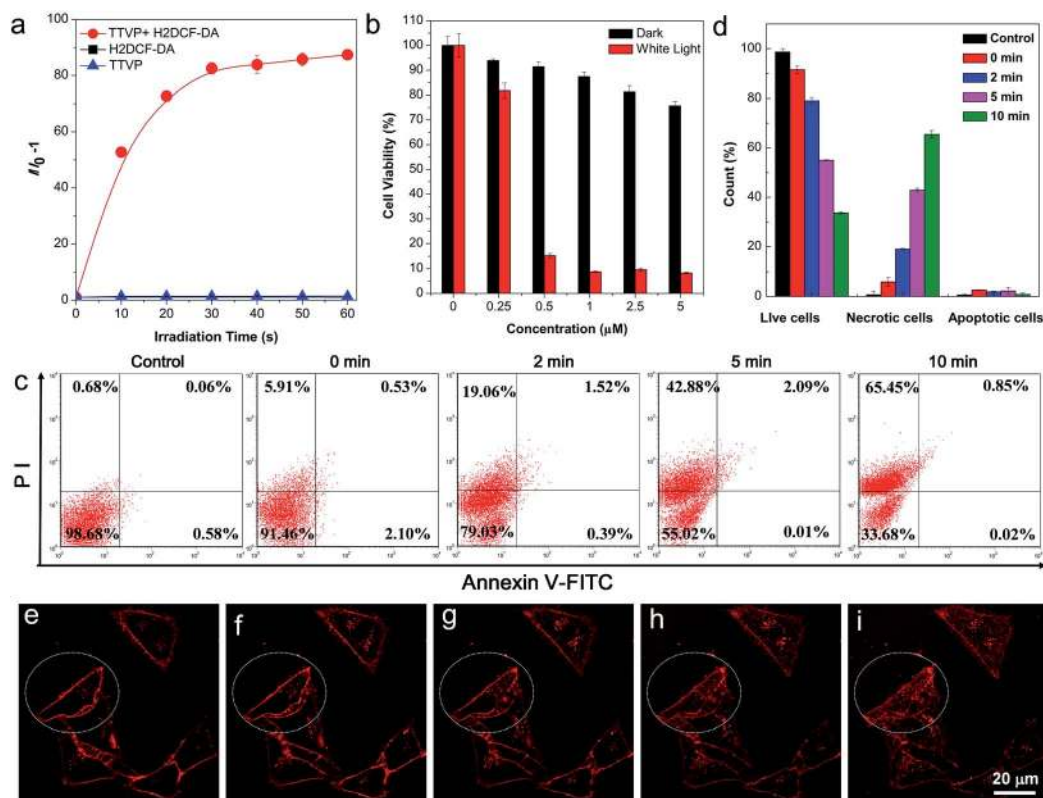 a
TTVP+ H2DCF-DA
H2DCF-DA
TTVP
I/I0 -1
100
80
60
40
20
0
0 10 20 30 40 50 60
Irradiation Time (s)
b
Dark
White Light
Cell Viability (%)
110
100
90
80
70
60
50
40
30
20
10
0
0 0.25 0.5 1 2.5 5
Concentration (μM)
d
Control
0 min
2 min
5 min
10 min
Count (%)
100
80
60
40
20
0
LIve cells Necrotic cells Apoptotic cells
c
PI
Control 0 min 2 min 5 min 10 min
0.68% 0.06% 5.91% 0.53% 19.06% 1.52% 42.88% 2.09% 65.45% 0.85%
98.68% 0.58% 91.46% 2.10% 79.03% 0.39% 55.02% 0.01% 33.68% 0.02%
Annexin V-FITC
e f g h i
20 μm